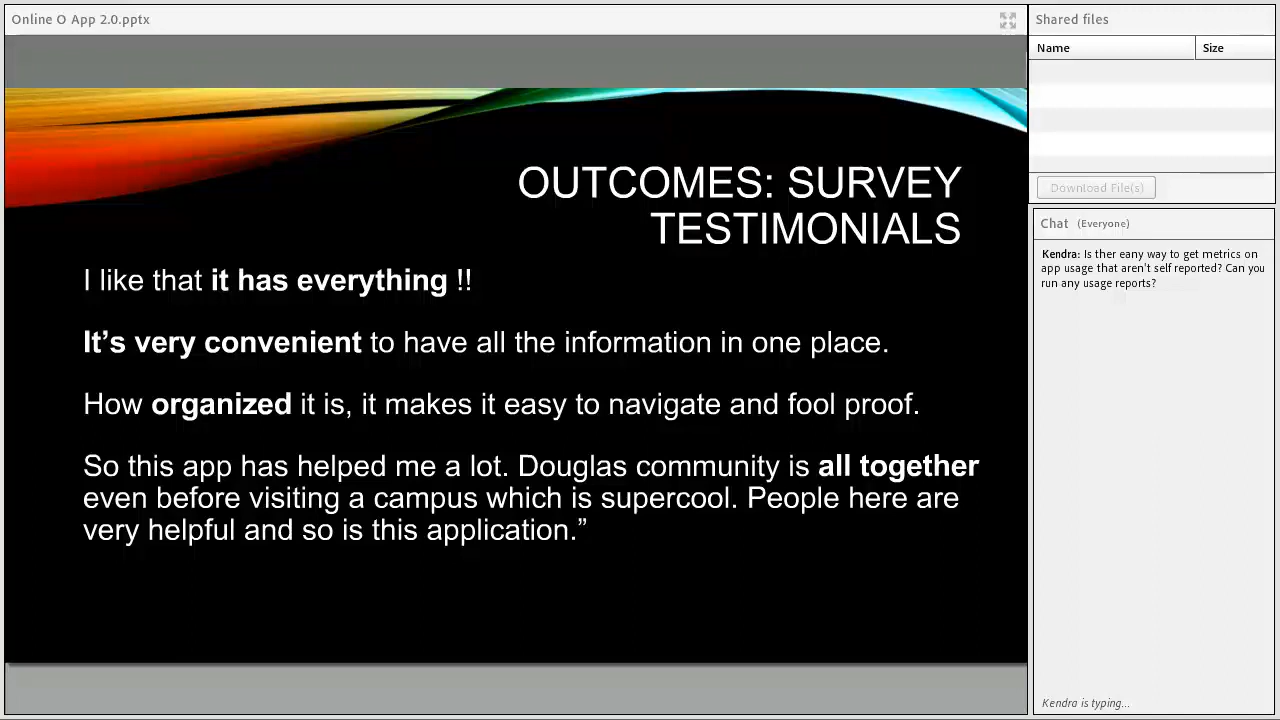 Online O App 2.0.pptx
OUTCOMES: SURVEY
TESTIMONIALS
I like that it has everything !!
It’s very convenient to have all the information in one place.
How organized it is, it makes it easy to navigate and fool proof.
So this app has helped me a lot. Douglas community is all together
even before visiting a campus which is supercool. People here are
very helpful and so is this application.”
Shared files
Name Size
Download File(s)
Chat (Everyone)
Kendra: Is ther eany way to get metrics on
app usage that aren't self reported? Can you
run any usage reports?
Kendra is typing...